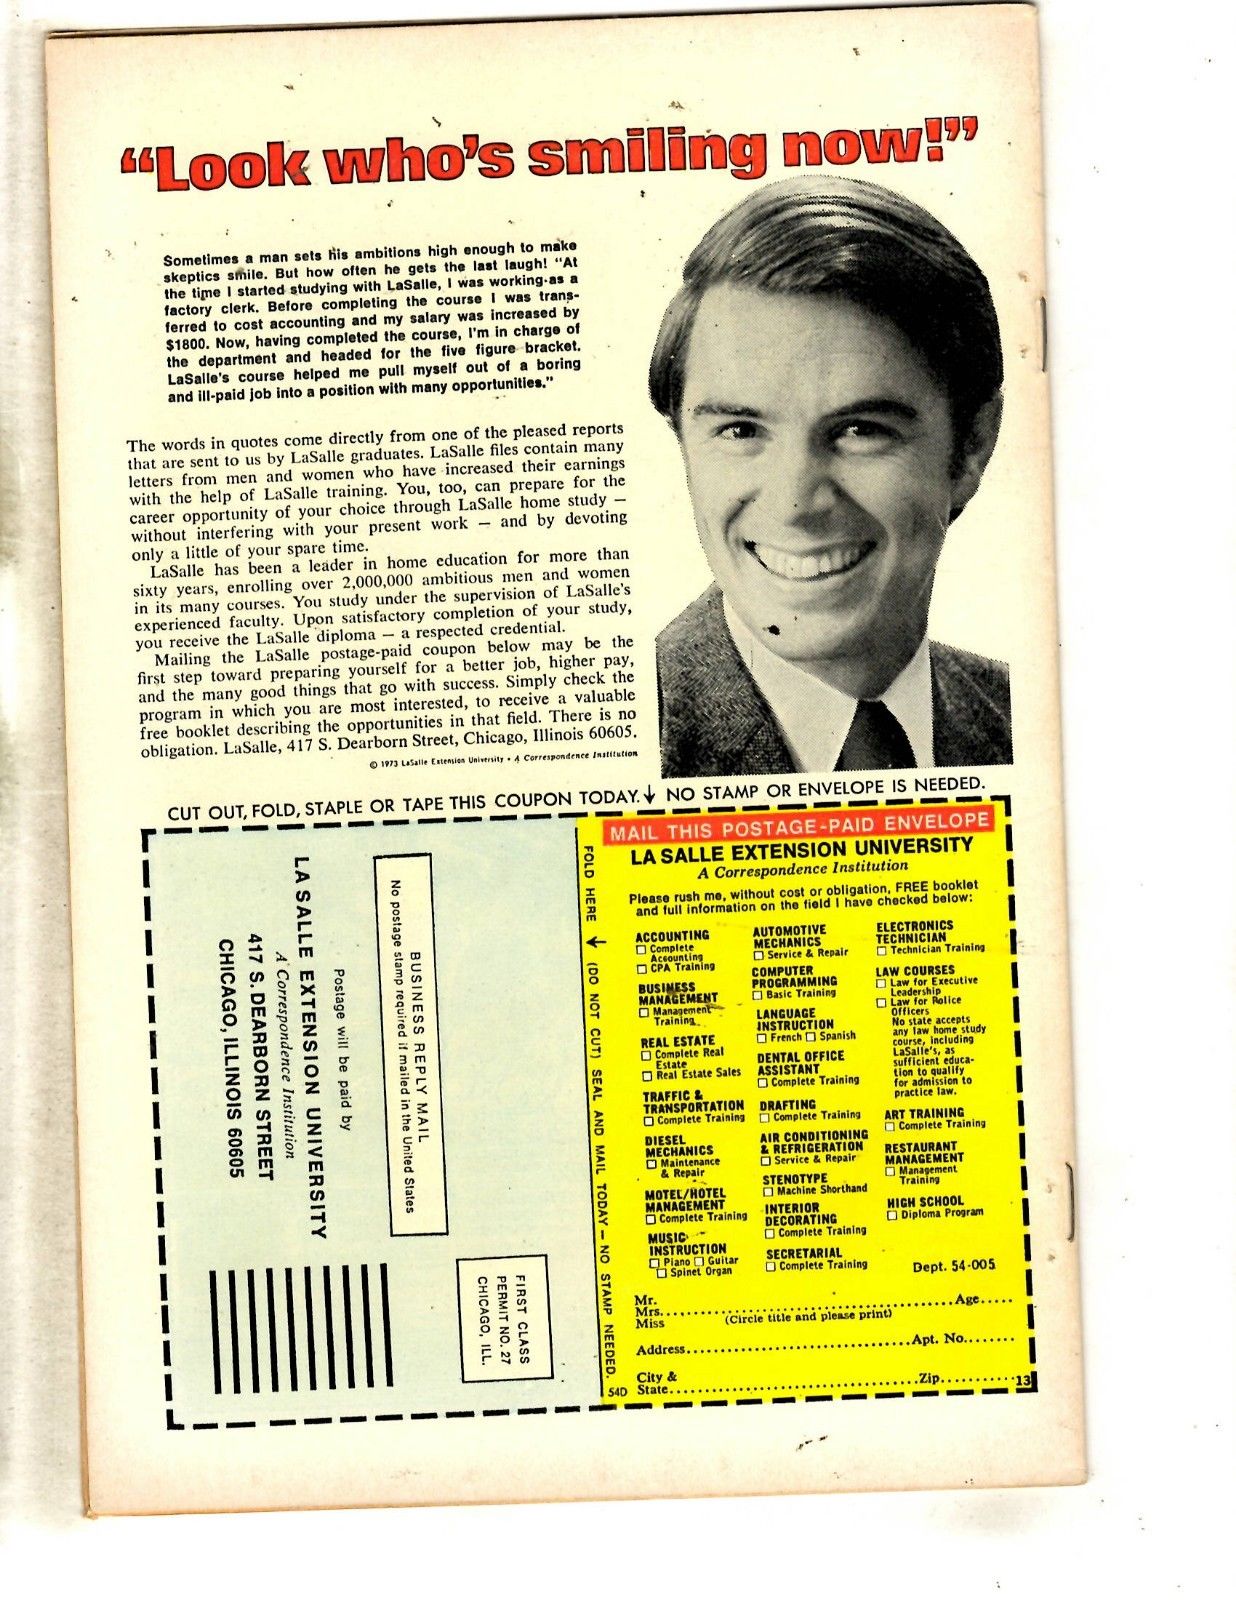 “Look who’s smiling now!”
Sometimes a man sets his ambitions high enough to make
skeptics smile. But how often he gets the last laugh! "At
the time I started studying with LaSalle, I was working as a
factory clerk. Before completing the course I was trans-
ferred to cost accounting and my salary was increased by
$1800. Now, having completed the course, I'm in charge of
the department and headed for the five figure bracket.
LaSalle's course helped me pull myself out of a boring
and ill-paid job into a position with many opportunities."
The words in quotes come directly from one of the pleased reports
that are sent to us by LaSalle graduates. LaSalle files contain many
letters from men and women who have increased their earnings
with the help of LaSalle training. You, too, can prepare for the
career opportunity of your choice through LaSalle home study —
without interfering with your present work — and by devoting
only a little of your spare time.
LaSalle has been a leader in home education for more than
sixty years, enrolling over 2,000,000 ambitious men and women
in its many courses. You study under the supervision of LaSalle's
experienced faculty. Upon satisfactory completion of your study,
you receive the LaSalle diploma — a respected credential.
Mailing the LaSalle postage-paid coupon below may be the
first step toward preparing yourself for a better job, higher pay,
and the many good things that go with success. Simply check the
program in which you are most interested, to receive a valuable
free booklet describing the opportunities in that field. There is no
obligation. LaSalle, 417 S. Dearborn Street, Chicago, Illinois 60605.
© 1973 LaSalle Extension University • A Correspondence Institution
CUT OUT, FOLD, STAPLE OR TAPE THIS COUPON TODAY. ↓ NO STAMP OR ENVELOPE IS NEEDED.
BUSINESS REPLY MAIL
No postage stamp required if mailed in the United States
Postage will be paid by
LA SALLE EXTENSION UNIVERSITY
A Correspondence Institution
417 S. DEARBORN STREET
CHICAGO, ILLINOIS 60605
FIRST CLASS
PERMIT NO. 27
CHICAGO, ILL.
FOLD HERE ↓ (DO NOT CUT) SEAL AND MAIL TODAY — NO STAMP NEEDED.
MAIL THIS POSTAGE-PAID ENVELOPE
LA SALLE EXTENSION UNIVERSITY
A Correspondence Institution
Please rush me, without cost or obligation, FREE booklet
and full information on the field I have checked below:
ACCOUNTING
☐ Complete
Accounting
☐ CPA Training
BUSINESS
MANAGEMENT
☐ Management
Training
REAL ESTATE
☐ Complete Real
Estate
☐ Real Estate Sales
TRAFFIC &
TRANSPORTATION
☐ Complete Training
DIESEL
MECHANICS
☐ Maintenance
& Repair
MOTEL/HOTEL
MANAGEMENT
☐ Complete Training
MUSIC
INSTRUCTION
☐ Piano ☐ Guitar
☐ Spinet Organ
AUTOMOTIVE
MECHANICS
☐ Service & Repair
COMPUTER
PROGRAMMING
☐ Basic Training
LANGUAGE
INSTRUCTION
☐ French ☐ Spanish
DENTAL OFFICE
ASSISTANT
☐ Complete Training
DRAFTING
☐ Complete Training
AIR CONDITIONING
& REFRIGERATION
☐ Service & Repair
STENOTYPE
☐ Machine Shorthand
INTERIOR
DECORATING
☐ Complete Training
SECRETARIAL
☐ Complete Training
ELECTRONICS
TECHNICIAN
☐ Technician Training
LAW COURSES
☐ Law for Executive
Leadership
☐ Law for Police
Officers
No state accepts
any law home study
course, including
LaSalle's, as
sufficient educa-
tion to qualify
for admission to
practice law.
ART TRAINING
☐ Complete Training
RESTAURANT
MANAGEMENT
☐ Management
Training
HIGH SCHOOL
☐ Diploma Program
Dept. 54-005
Mr.
Mrs. Age
Miss (Circle title and please print)
Address Apt. No.
City &
State Zip 13
54D